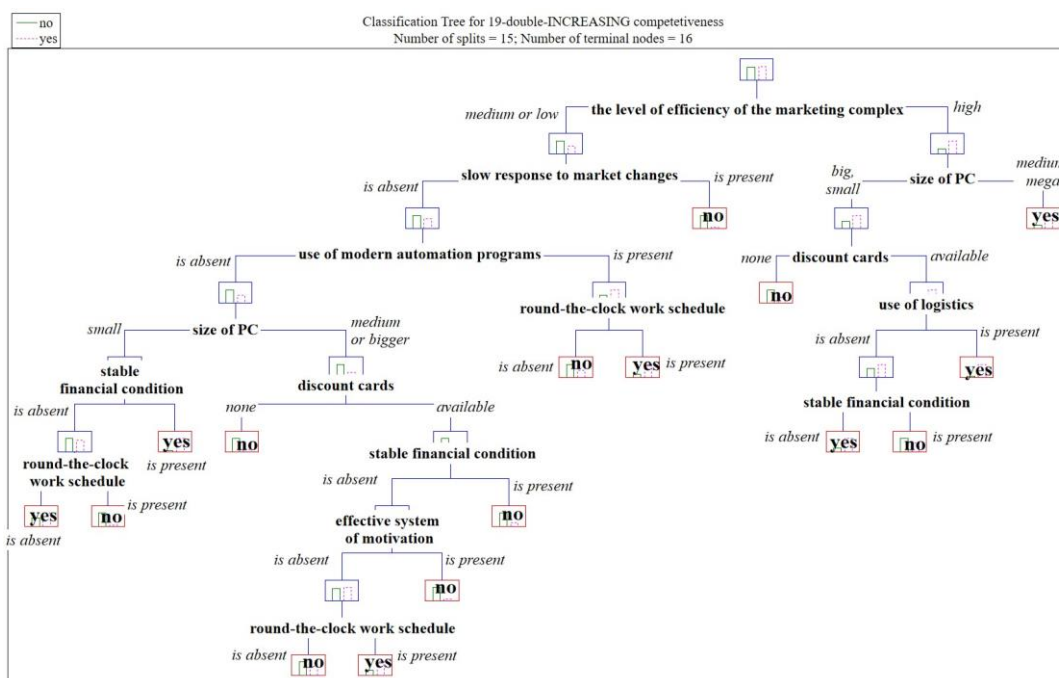 no
yes
Classification Tree for 19-double-INCREASING competetiveness
Number of splits = 15; Number of terminal nodes = 16
medium or low
the level of efficiency of the marketing complex
high
is absent
slow response to market changes
is present
big,
small
size of PC
medium,
mega
no
yes
is absent
use of modern automation programs
is present
none
discount cards
available
no
small
size of PC
medium
or bigger
round-the-clock work schedule
use of logistics
is absent
no
yes
is present
is absent
is present
yes
stable
financial condition
discount cards
stable financial condition
is absent
yes
is present
none
no
available
is absent
yes
no
is present
round-the-clock
work schedule
stable financial condition
is absent
is present
yes
no
is present
is absent
no
effective system
of motivation
is absent
is present
no
round-the-clock work schedule
is absent
no
yes
is present